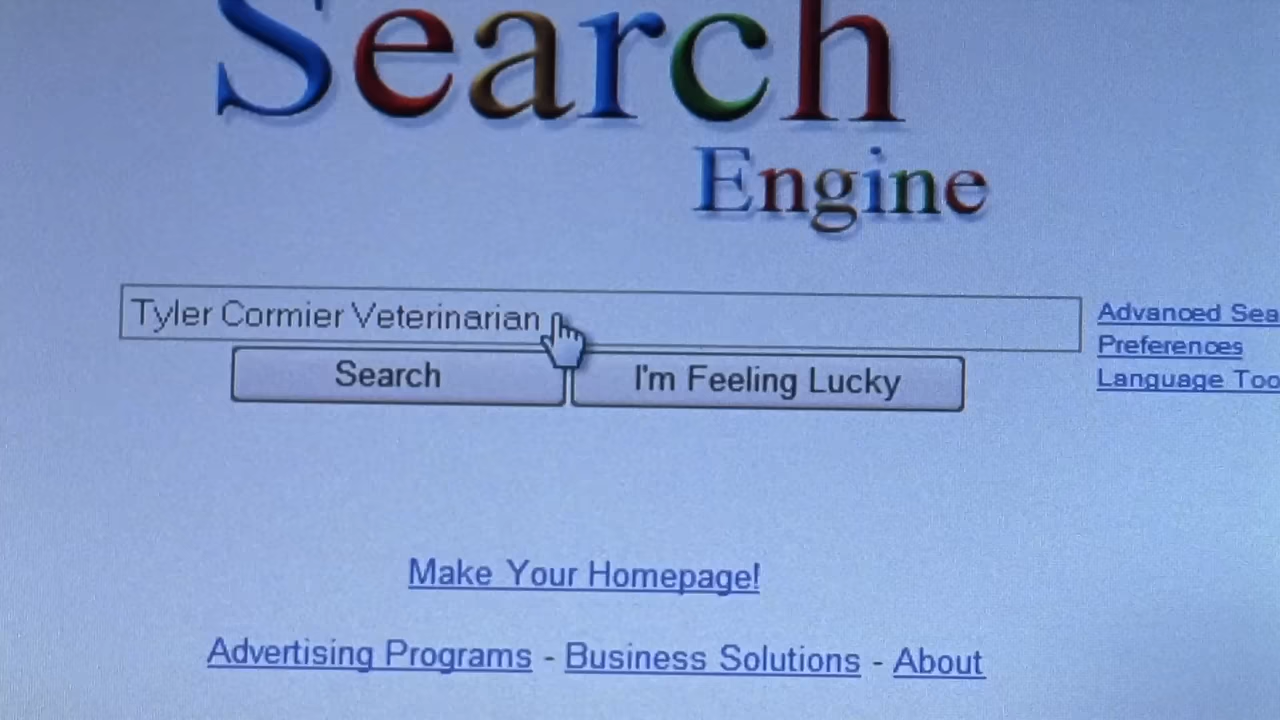 Search
Engine
Tyler Cormier Veterinarian
Advanced Sea
Preferences
Language Too
Search
I'm Feeling Lucky
Make Your Homepage!
Advertising Programs - Business Solutions - About